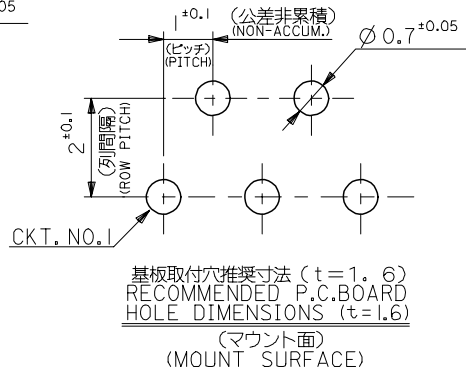 05
1 ±0.1
(公差非累積)
(NON-ACCUM.)
(ピッチ)
(PITCH)
Ø 0.7 ±0.05
2 ±0.1
(列間隔)
(ROW PITCH)
CKT. NO.1
基板取付穴推奨寸法 (t=1. 6)
RECOMMENDED P.C.BOARD
HOLE DIMENSIONS (t=1.6)
(マウント面)
(MOUNT SURFACE)